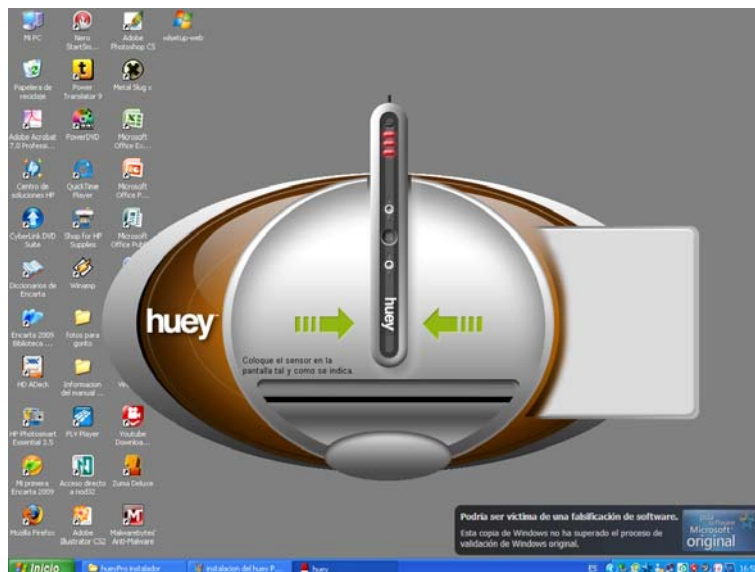 Mi PC
Nero
StartSm...
Adobe
Photoshop CS
wlsetup-web
Papelera de
reciclaje
Power
Translator 9
Metal Slug x
Adobe Acrobat
7.0 Professi...
PowerDVD
Microsoft
Office Ex...
Centro de
soluciones HP
QuickTime
Player
Microsoft
Office P...
CyberLink DVD
Suite
Shop for HP
Supplies
Microsoft
Office Publ...
Diccionarios de
Encarta
Winamp
Encarta 2009
Biblioteca ...
fotos para
gonto
HD ADeck
Informacion
del manual ...
HP Photosmart
Essential 3.5
FLV Player
Youtube
Downloa...
Mi primera
Encarta 2009
Acceso directo
a nod32
Zuma Deluxe
Mozilla Firefox
Adobe
Illustrator CS2
Malwarebytes'
Anti-Malware
huey
huey
Coloque el sensor en la
pantalla tal y como se indica.
Podría ser víctima de una falsificación de software.
Esta copia de Windows no ha superado el proceso de
validación de Windows original.
software
Microsoft
original
Inicio
hueyPro instalador
instalacion del huey P...
huey
ES